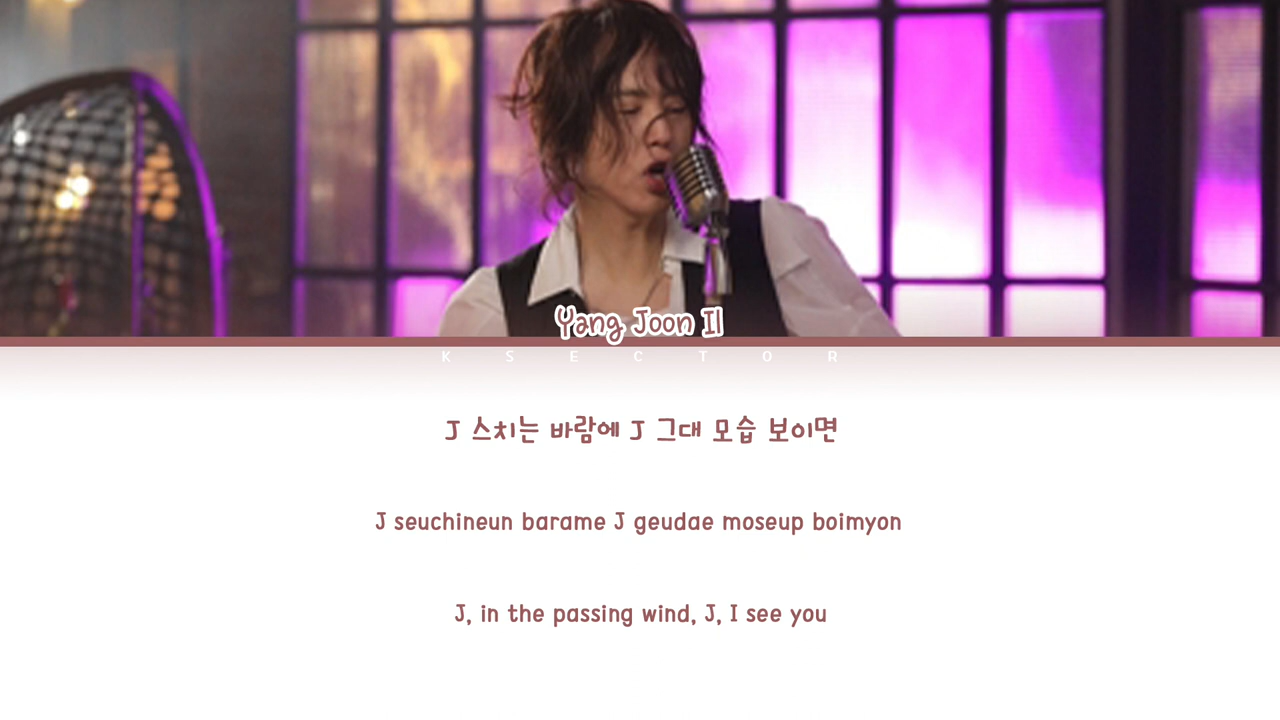 Yang Joon Il
K S E C T O R
J 스치는 바람에 J 그대 모습 보이면
J seuchineun barame J geudae moseup boimyon
J, in the passing wind, J, I see you